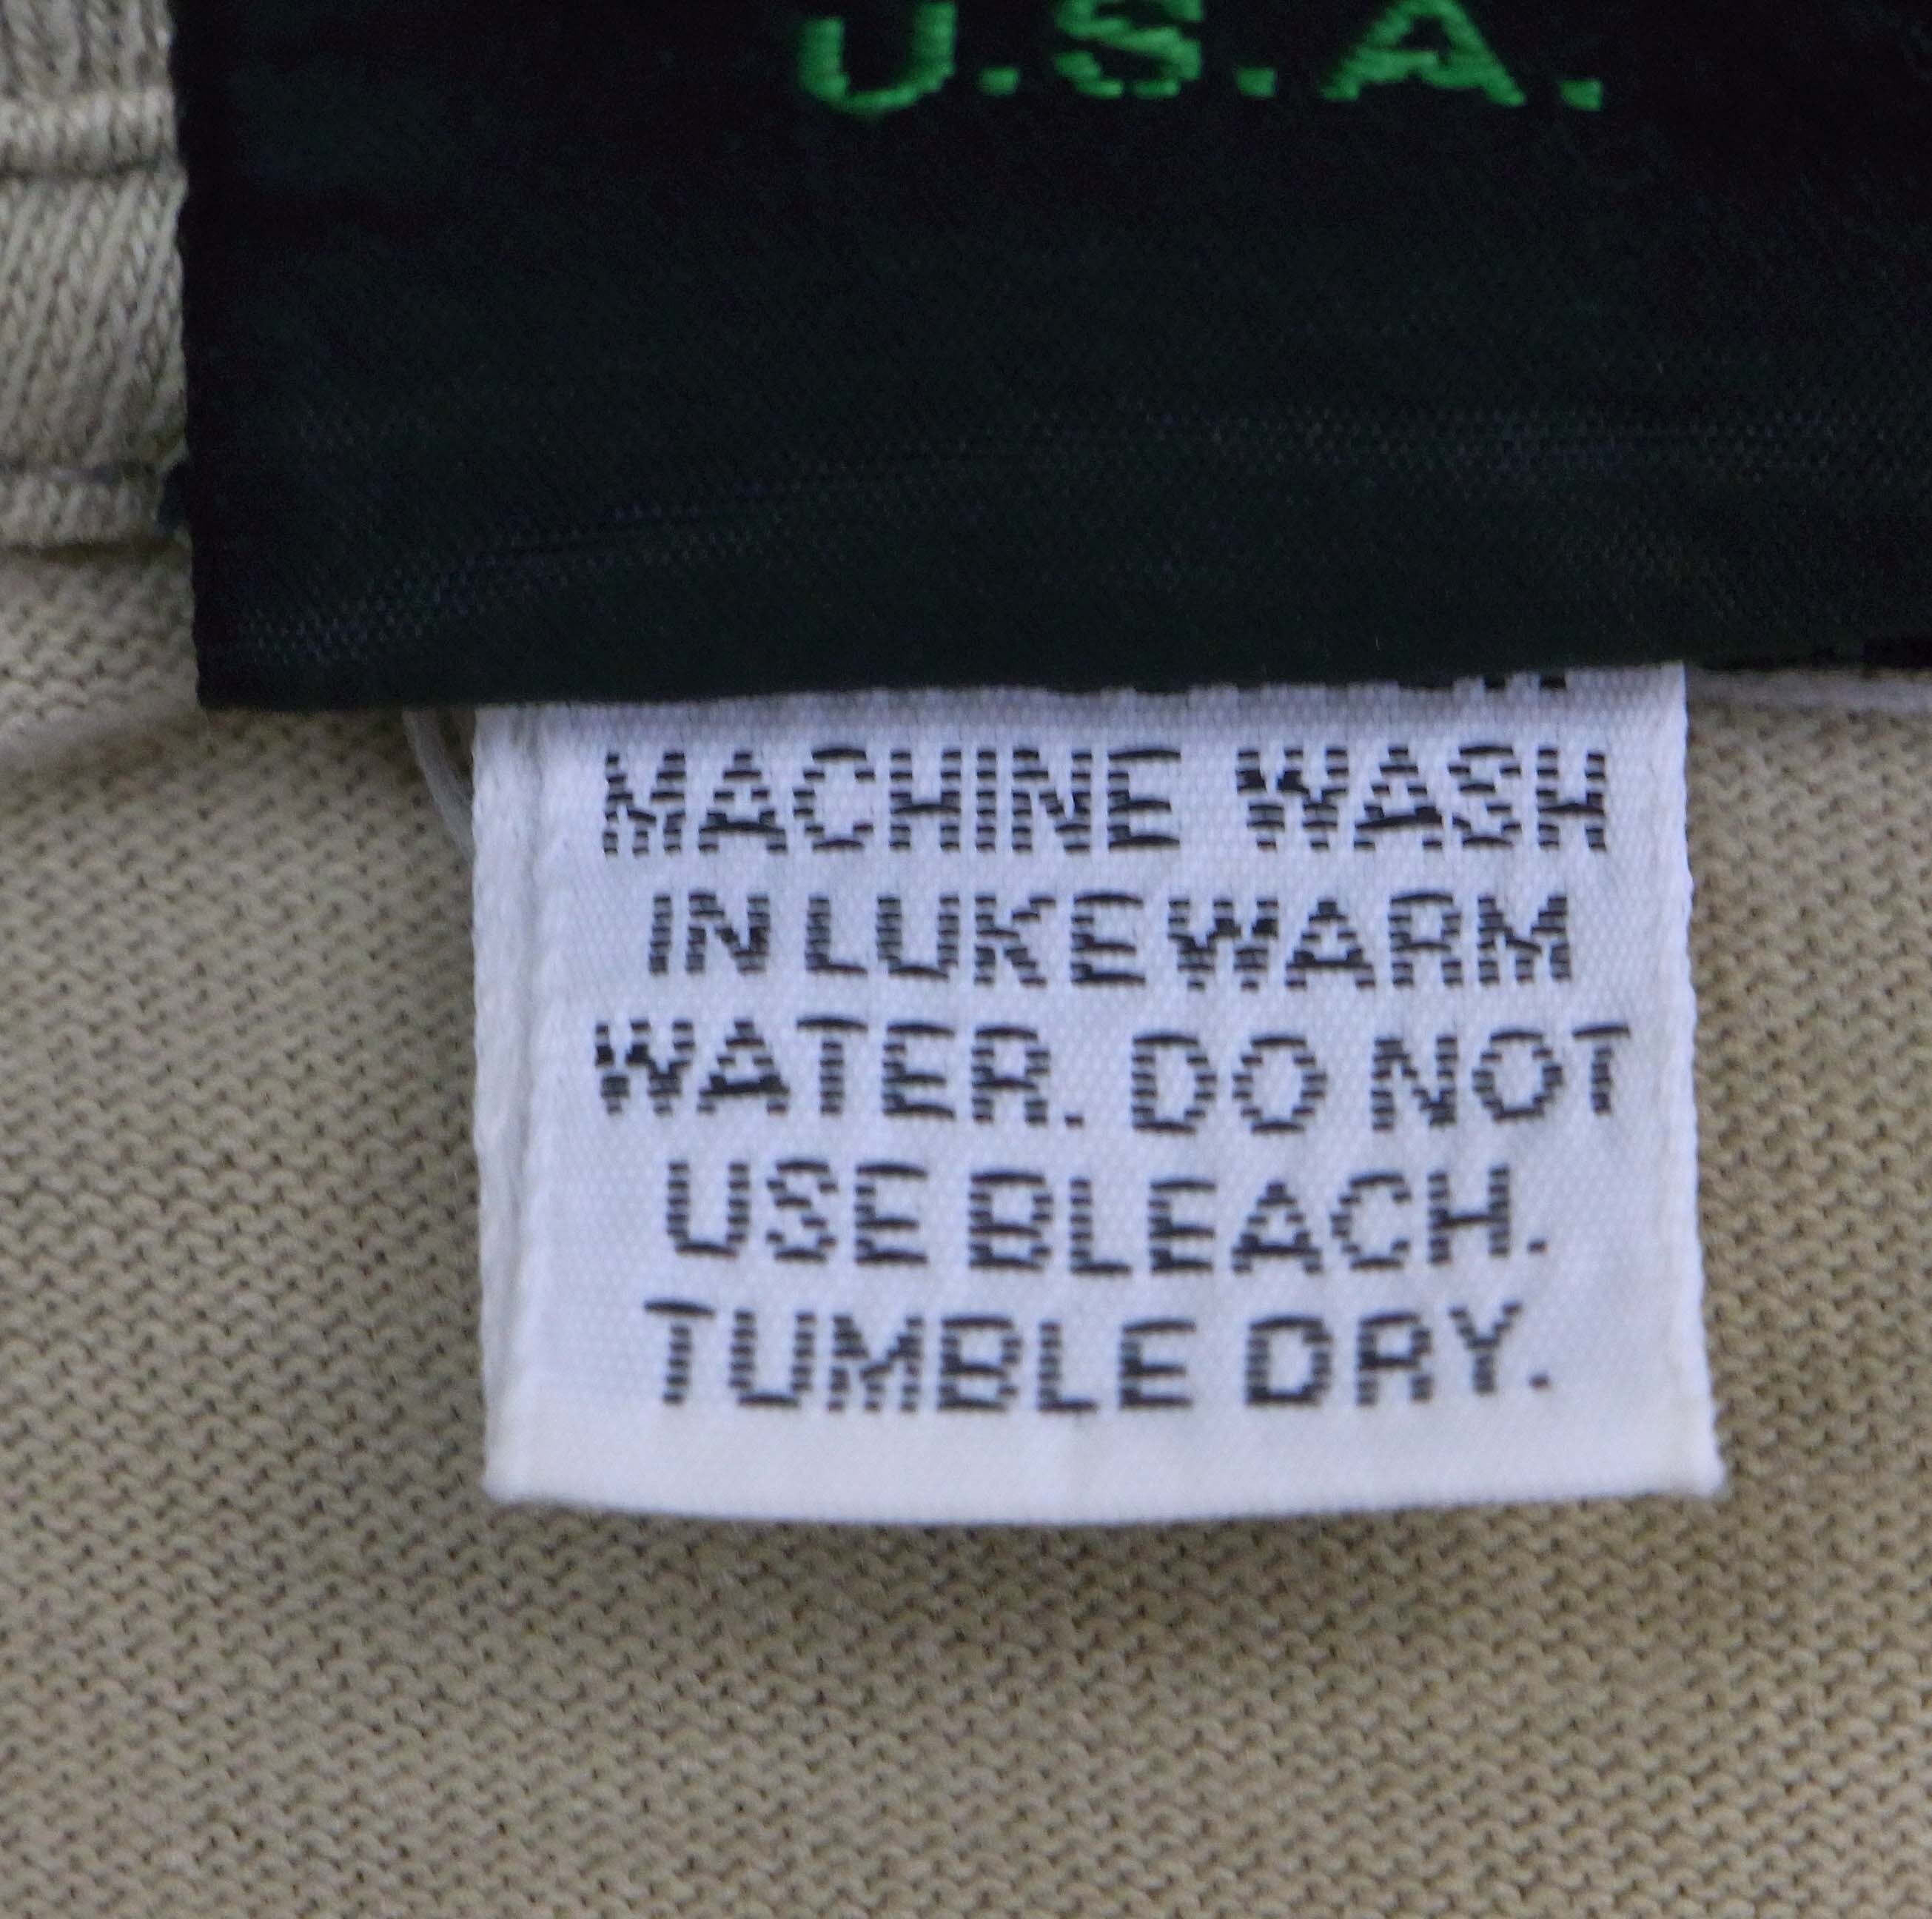 U.S.A.
MACHINE WASH
IN LUKEWARM
WATER. DO NOT
USE BLEACH.
TUMBLE DRY.